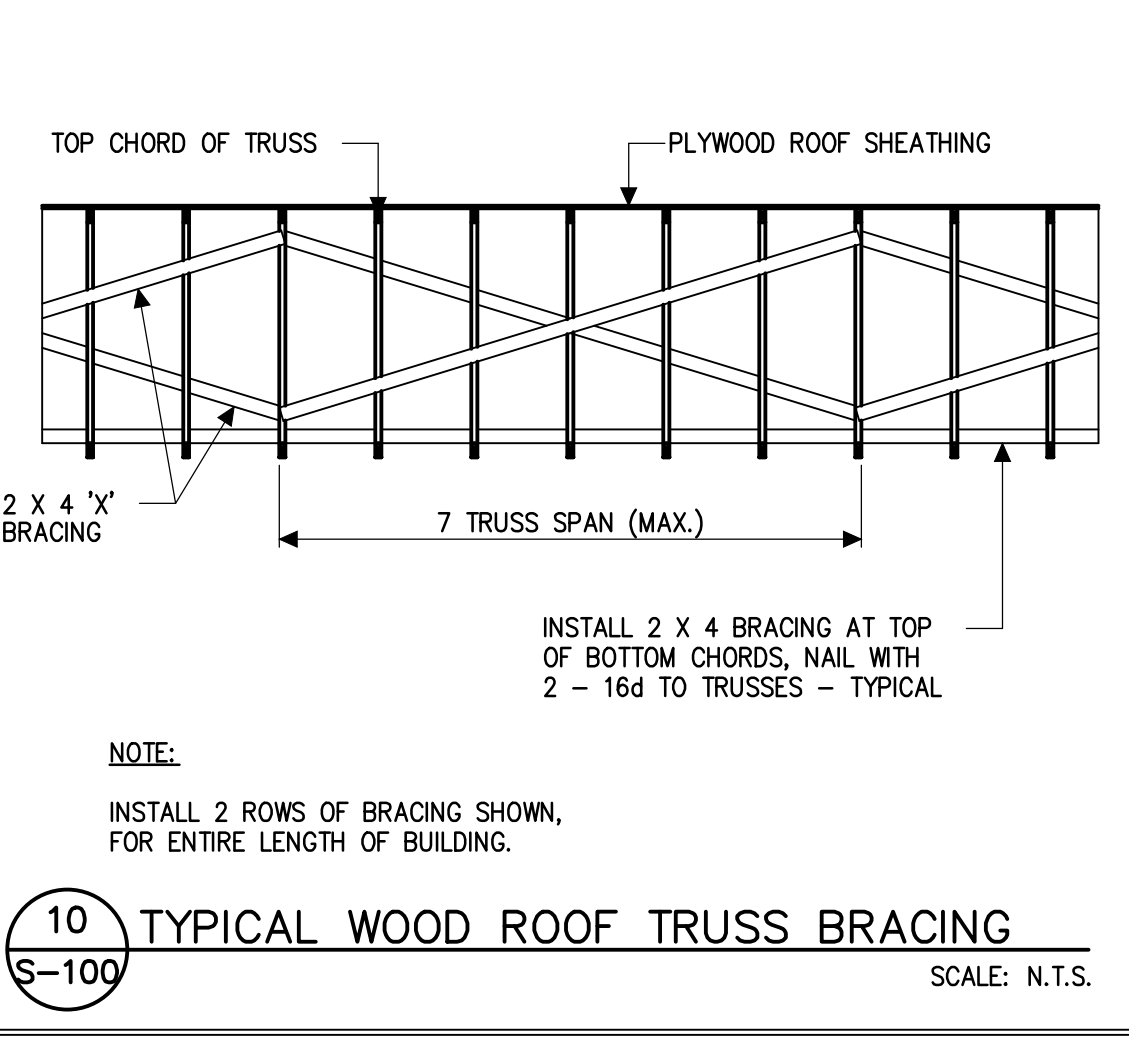 TOP CHORD OF TRUSS
PLYWOOD ROOF SHEATHING
2 X 4 'X'
BRACING
7 TRUSS SPAN (MAX.)
INSTALL 2 X 4 BRACING AT TOP
OF BOTTOM CHORDS, NAIL WITH
2 – 16d TO TRUSSES – TYPICAL
NOTE:
INSTALL 2 ROWS OF BRACING SHOWN,
FOR ENTIRE LENGTH OF BUILDING.
10
S-100
TYPICAL WOOD ROOF TRUSS BRACING
SCALE: N.T.S.